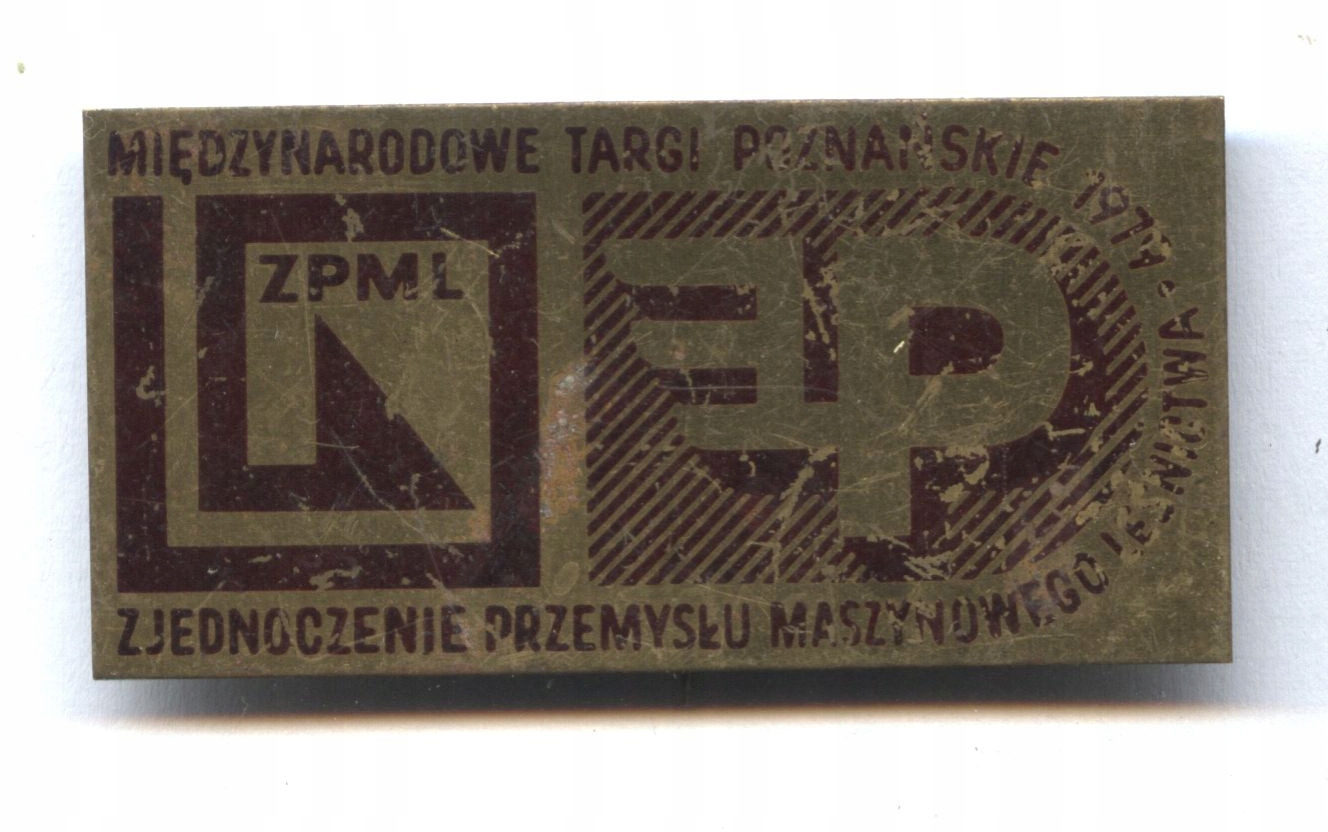 MIĘDZYNARODOWE TARGI POZNAŃSKIE 1974 •
ZPML
EP
ZJEDNOCZENIE PRZEMYSŁU MASZYNOWEGO LEŚNICTWA